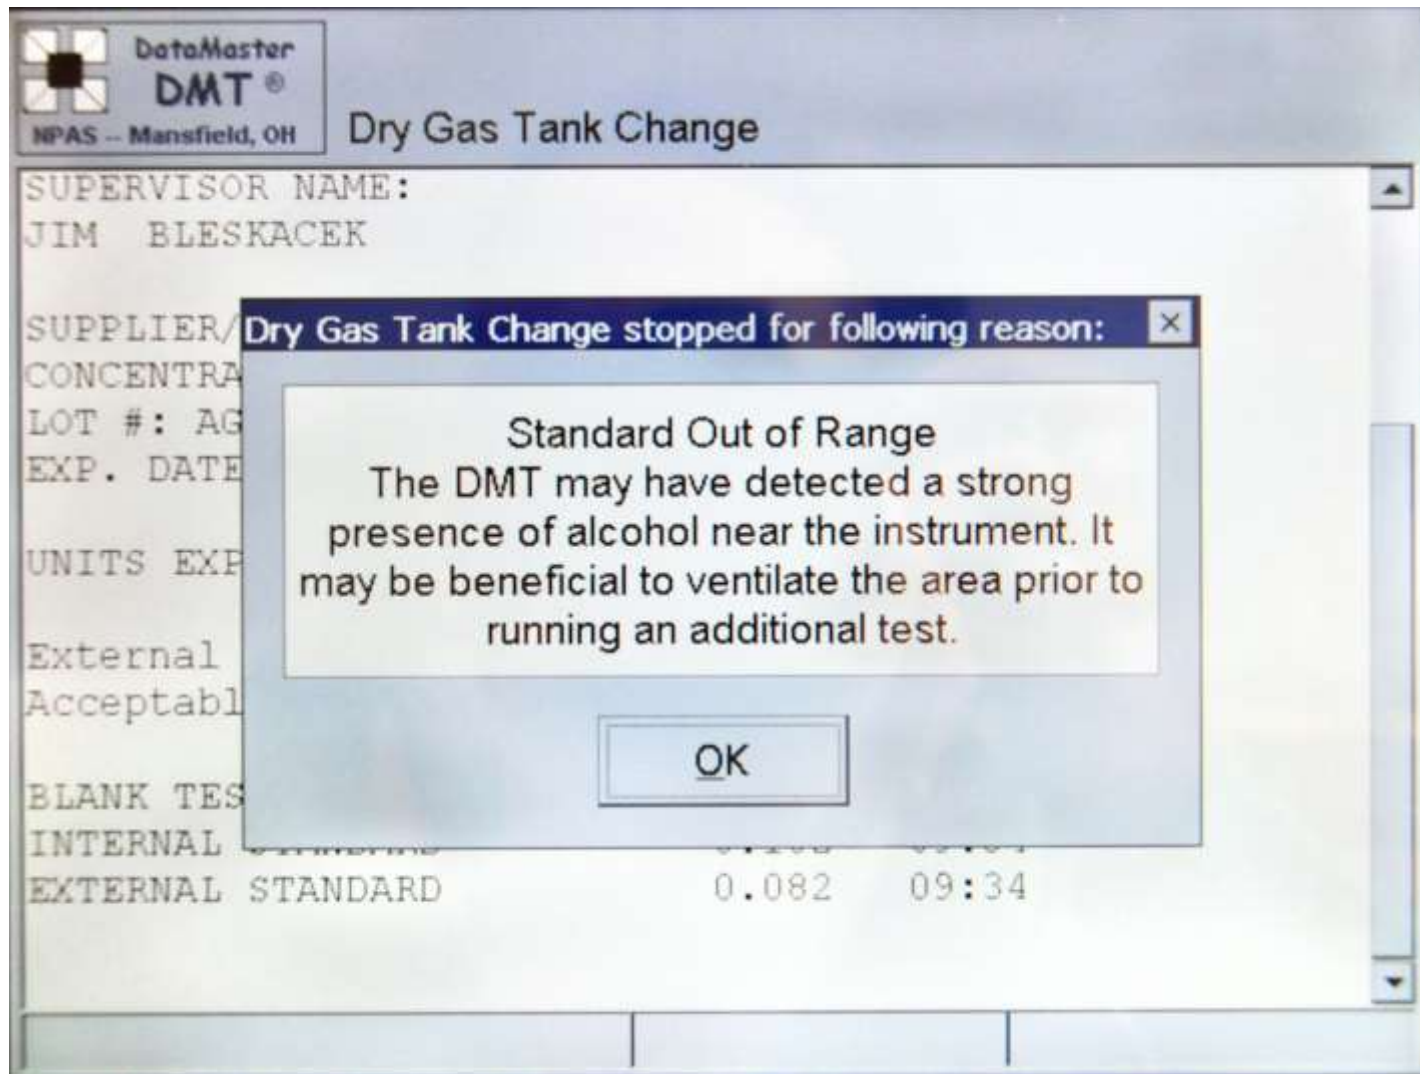 DataMaster
DMT ®
NPAS -- Mansfield, OH
Dry Gas Tank Change
SUPERVISOR NAME:
JIM BLESKACEK
SUPPLIER/
CONCENTRA
LOT #: AG
EXP. DATE
UNITS EXP
External
Acceptabl
BLANK TES
INTERNAL STANDARD
EXTERNAL STANDARD 0.082 09:34
Dry Gas Tank Change stopped for following reason:
Standard Out of Range
The DMT may have detected a strong
presence of alcohol near the instrument. It
may be beneficial to ventilate the area prior to
running an additional test.
OK